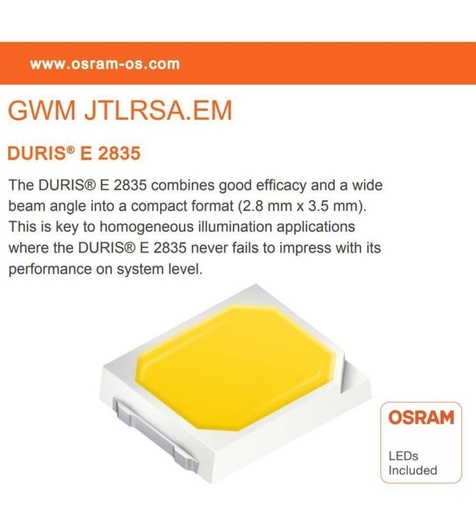 www.osram-os.com
GWM JTLRSA.EM
DURIS® E 2835
The DURIS® E 2835 combines good efficacy and a wide
beam angle into a compact format (2.8 mm x 3.5 mm).
This is key to homogeneous illumination applications
where the DURIS® E 2835 never fails to impress with its
performance on system level.
OSRAM
LEDs
Included